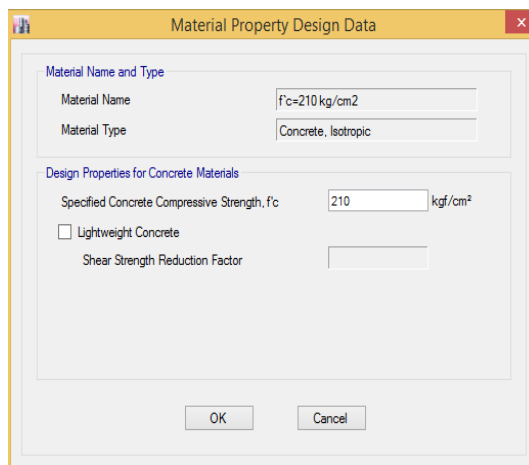 Material Property Design Data
x
Material Name and Type
Material Name f`c=210 kg/cm2
Material Type Concrete, Isotropic
Design Properties for Concrete Materials
Specified Concrete Compressive Strength, f'c 210 kgf/cm²
Lightweight Concrete
Shear Strength Reduction Factor
OK Cancel